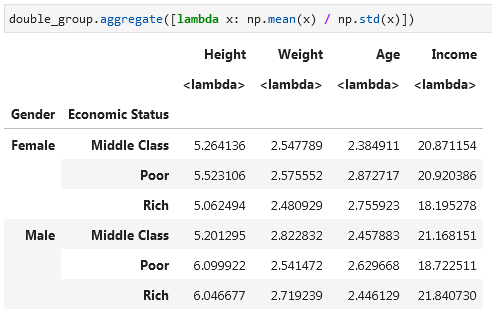 double_group.aggregate([lambda x: np.mean(x) / np.std(x)])
Height Weight Age Income
<lambda> <lambda> <lambda> <lambda>
Gender Economic Status
Female Middle Class 5.264136 2.547789 2.384911 20.871154
Poor 5.523106 2.575552 2.872717 20.920386
Rich 5.062494 2.480929 2.755923 18.195278
Male Middle Class 5.201295 2.822832 2.457883 21.168151
Poor 6.099922 2.541472 2.629668 18.722511
Rich 6.046677 2.719239 2.446129 21.840730